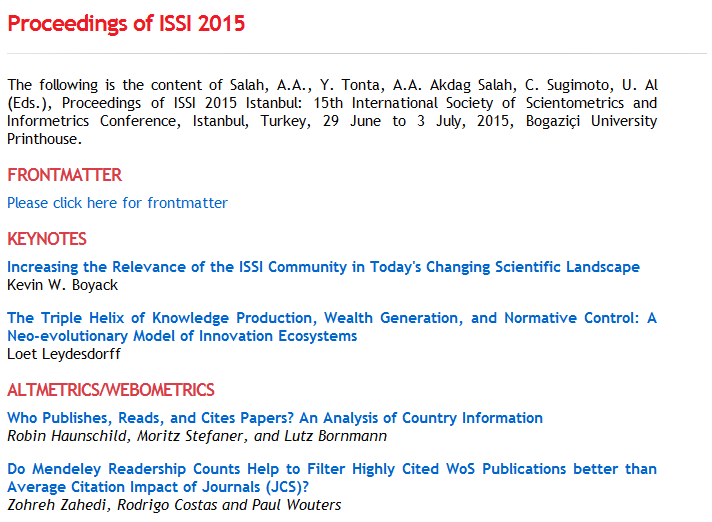 Proceedings of ISSI 2015
The following is the content of Salah, A.A., Y. Tonta, A.A. Akdag Salah, C. Sugimoto, U. Al
(Eds.), Proceedings of ISSI 2015 Istanbul: 15th International Society of Scientometrics and
Informetrics Conference, Istanbul, Turkey, 29 June to 3 July, 2015, Bogaziçi University
Printhouse.
FRONTMATTER
Please click here for frontmatter
KEYNOTES
Increasing the Relevance of the ISSI Community in Today's Changing Scientific Landscape
Kevin W. Boyack
The Triple Helix of Knowledge Production, Wealth Generation, and Normative Control: A
Neo-evolutionary Model of Innovation Ecosystems
Loet Leydesdorff
ALTMETRICS/WEBOMETRICS
Who Publishes, Reads, and Cites Papers? An Analysis of Country Information
Robin Haunschild, Moritz Stefaner, and Lutz Bornmann
Do Mendeley Readership Counts Help to Filter Highly Cited WoS Publications better than
Average Citation Impact of Journals (JCS)?
Zohreh Zahedi, Rodrigo Costas and Paul Wouters